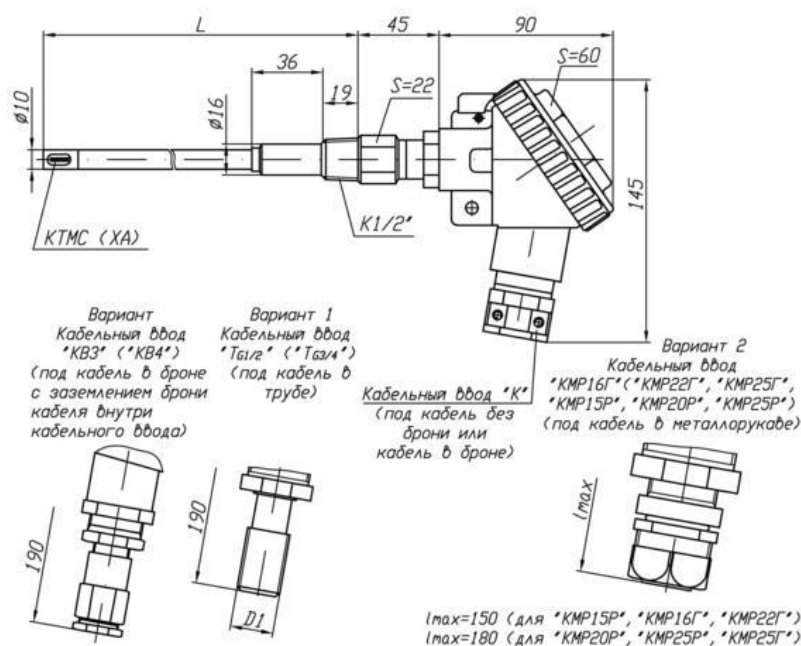 L
45
90
36
S=60
19
S=22
ø10
ø16
145
КТМС (ХА)
К1/2"
Вариант
Кабельный ввод
"КВ3" ("КВ4")
(под кабель в броне
с заземлением брони
кабеля внутри
кабельного ввода)
Вариант 1
Кабельный ввод
"TG1/2" ("TG3/4")
(под кабель в
трубе)
Кабельный ввод "К"
(под кабель без
брони или
кабель в броне)
Вариант 2
Кабельный ввод
"КМР16Г"("КМР22Г", "КМР25Г",
"КМР15Р", "КМР20Р", "КМР25Р")
(под кабель в металлорукаве)
190
190
D1
lmax
lmax=150 (для "КМР15Р", "КМР16Г", "КМР22Г")
lmax=180 (для "КМР20Р", "КМР25Р", "КМР25Г")